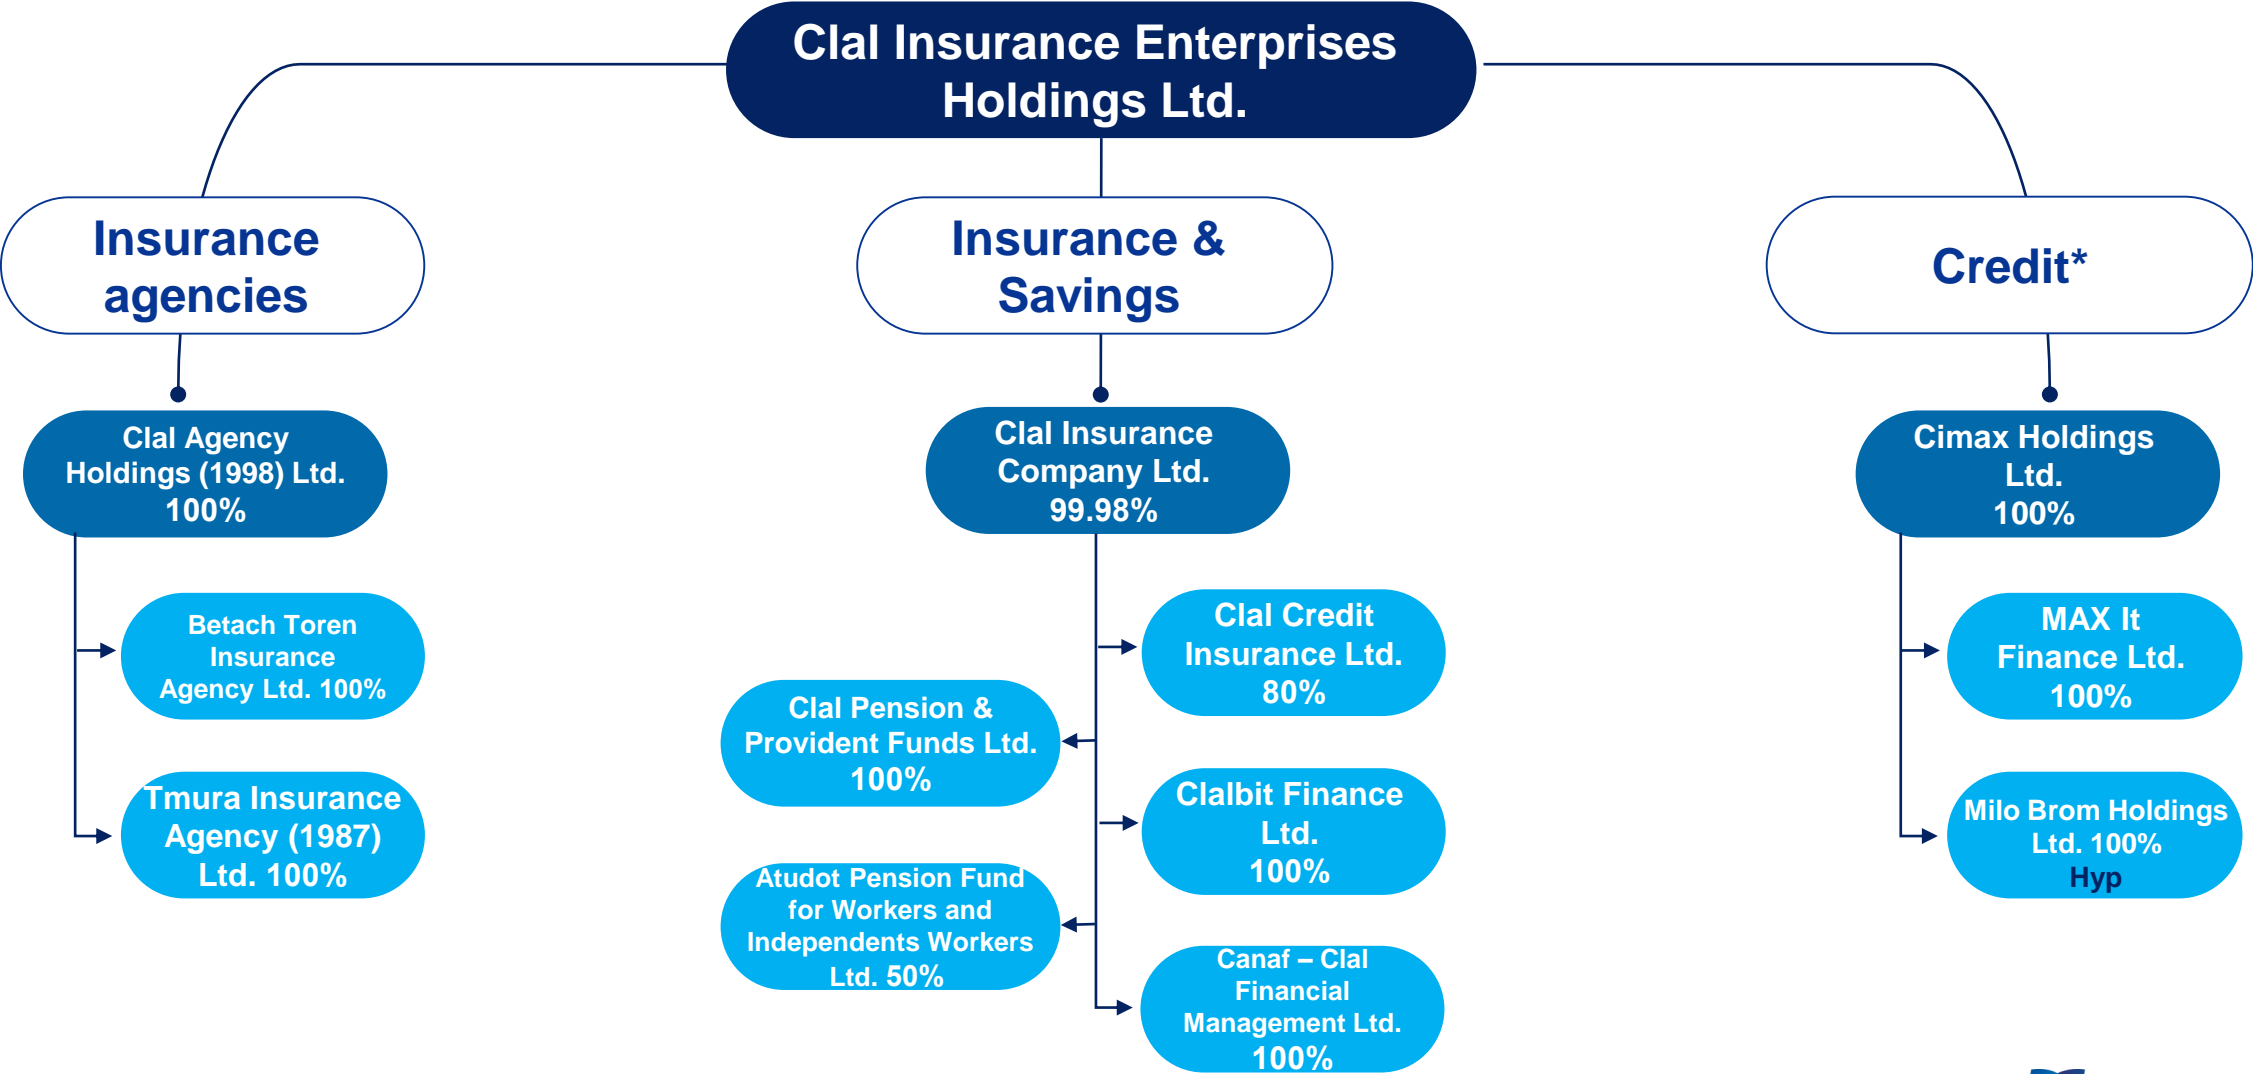 Clal Insurance Enterprises
Holdings Ltd.
Insurance
agencies
Insurance &
Savings
Credit*
Clal Agency
Holdings (1998) Ltd.
100%
Clal Insurance
Company Ltd.
99.98%
Cimax Holdings
Ltd.
100%
Betach Toren
Insurance
Agency Ltd. 100%
Tmura Insurance
Agency (1987)
Ltd. 100%
Clal Credit
Insurance Ltd.
80%
Clal Pension &
Provident Funds Ltd.
100%
Clalbit Finance
Ltd.
100%
Atudot Pension Fund
for Workers and
Independents Workers
Ltd. 50%
Canaf – Clal
Financial
Management Ltd.
100%
MAX It
Finance Ltd.
100%
Milo Brom Holdings
Ltd. 100%
Hyp